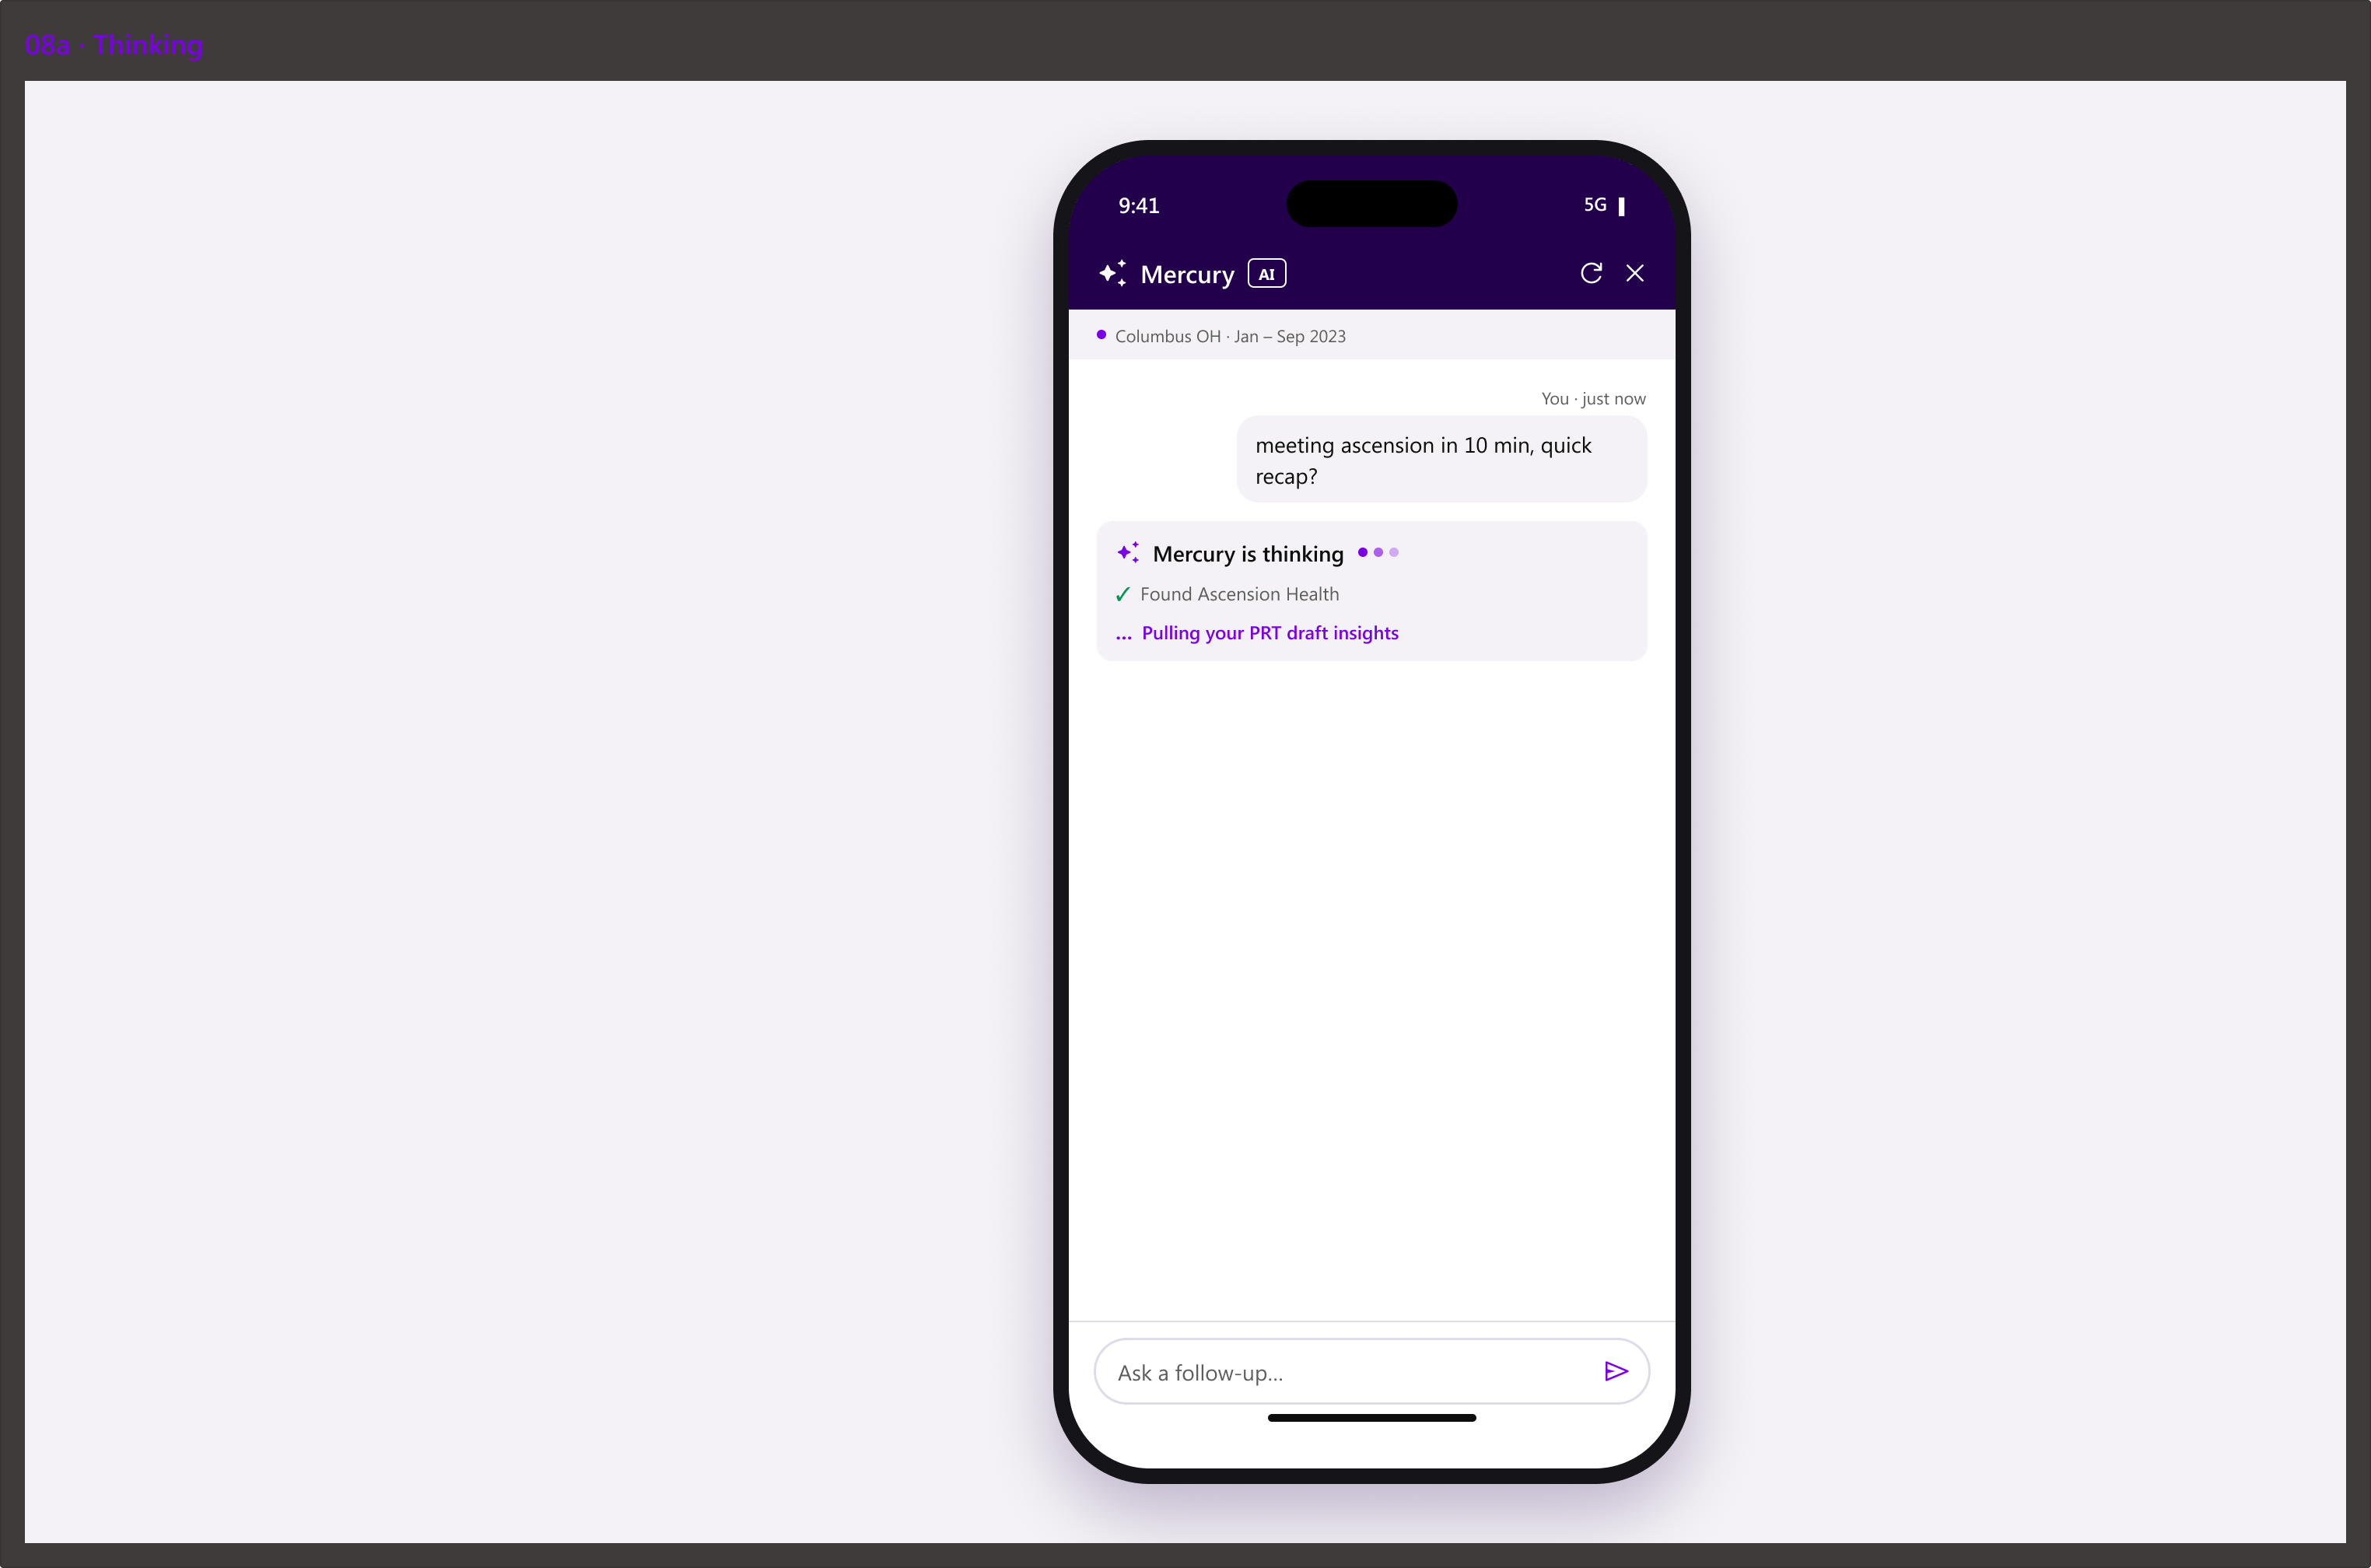 08a · Thinking
9:41
5G
Mercury AI
Columbus OH · Jan – Sep 2023
You · just now
meeting ascension in 10 min, quick
recap?
Mercury is thinking
✓ Found Ascension Health
… Pulling your PRT draft insights
Ask a follow-up…